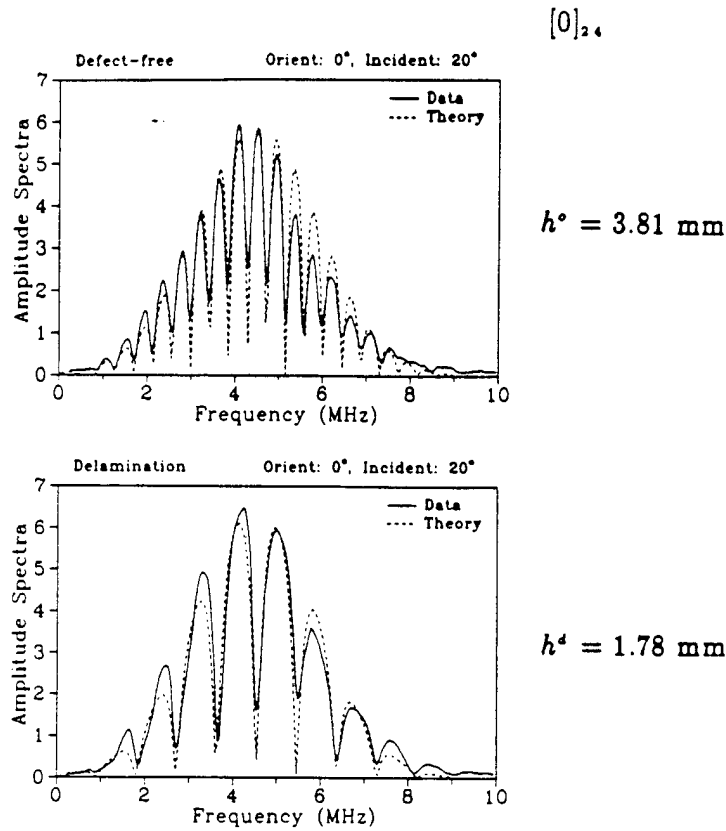 [0]₂₄
Defect-free Orient: 0°, Incident: 20°
Data
Theory
Amplitude Spectra
7
6
5
4
3
2
1
0
0 2 4 6 8 10
Frequency (MHz)
h° = 3.81 mm
Delamination Orient: 0°, Incident: 20°
Data
Theory
Amplitude Spectra
7
6
5
4
3
2
1
0
0 2 4 6 8 10
Frequency (MHz)
hᵈ = 1.78 mm